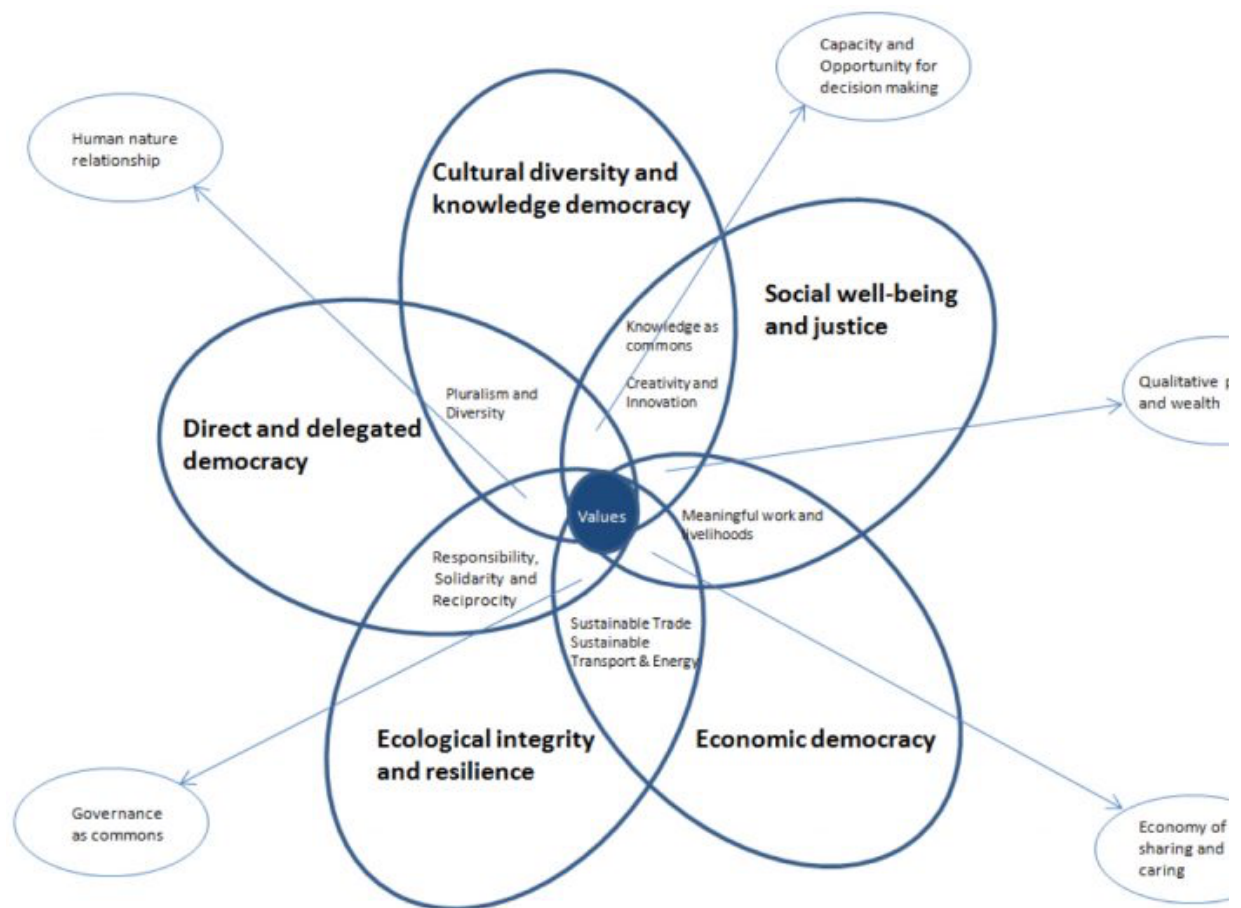 Capacity and
Opportunity for
decision making
Human nature
relationship
Cultural diversity and
knowledge democracy
Social well-being
and justice
Knowledge as
commons
Creativity and
Innovation
Qualitative
and wealth
Pluralism and
Diversity
Direct and delegated
democracy
Values
Meaningful work and
livelihoods
Responsibility,
Solidarity and
Reciprocity
Sustainable Trade
Sustainable
Transport & Energy
Ecological integrity
and resilience
Economic democracy
Governance
as commons
Economy of
sharing and
caring